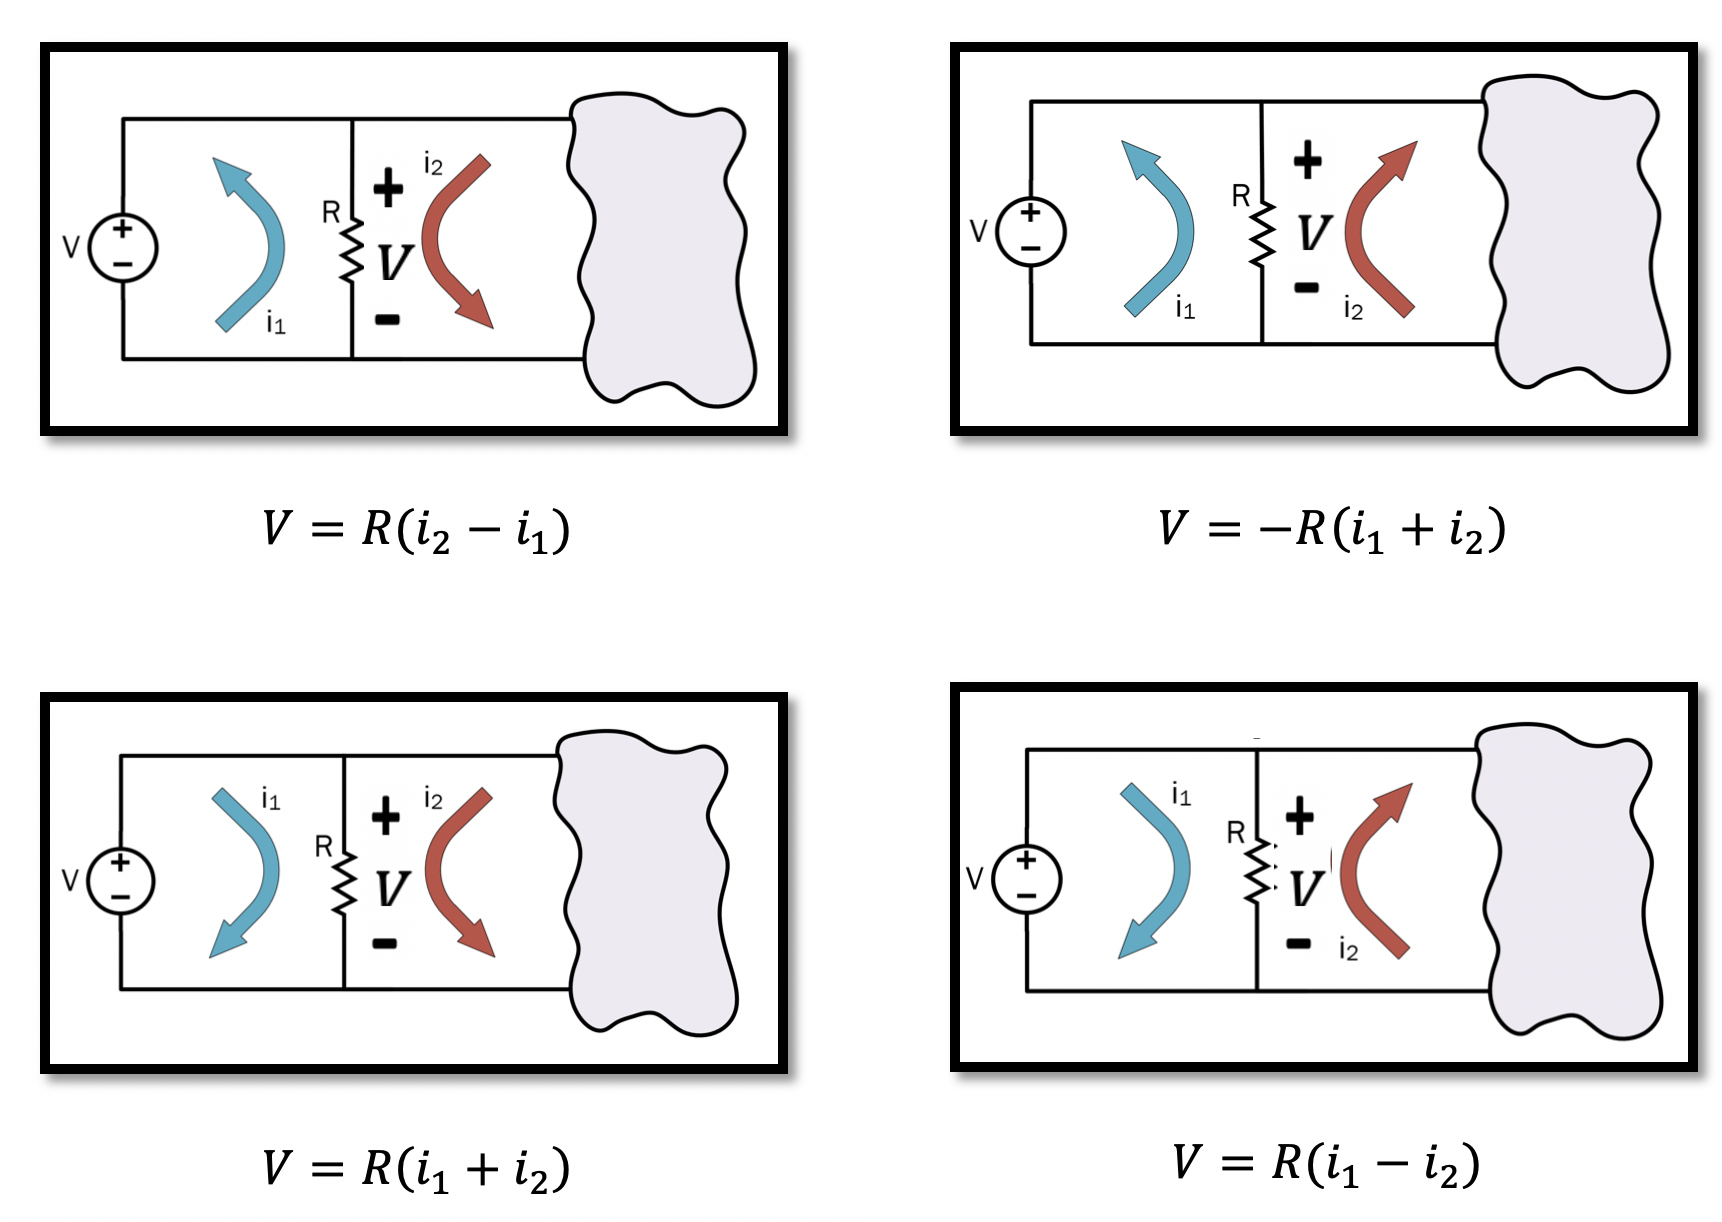 i₂
+
R
V
+
V
−
−
i₁
V = R(i₂ − i₁)
+
R
V
+
V
−
−
i₁
i₂
V = −R(i₁ + i₂)
i₁
i₂
+
R
V
+
V
−
−
V = R(i₁ + i₂)
i₁
+
R
V
+
V
−
−
i₂
V = R(i₁ − i₂)